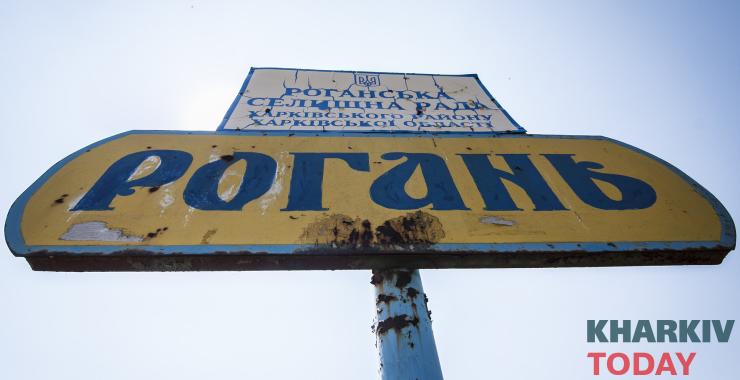 РОГАНСЬКА
СЕЛИЩНА РАДА
ХАРКІВСЬКОГО РАЙОНУ
ХАРКІВСЬКОЇ ОБЛАСТІ
РОГАНЬ
KHARKIV
TODAY